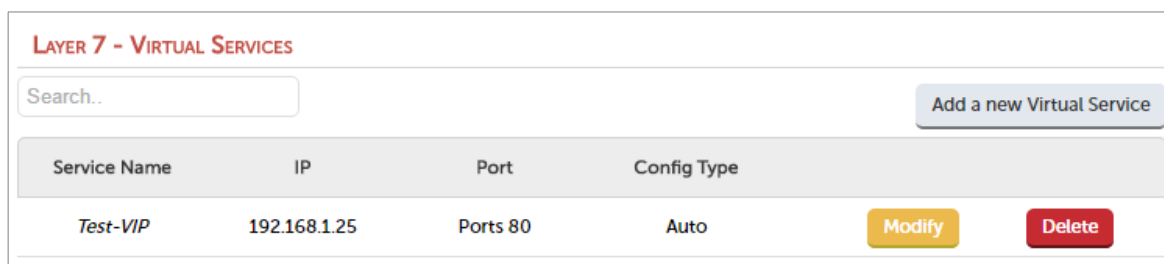 Layer 7 - Virtual Services
Search..
Add a new Virtual Service
Service Name IP Port Config Type
Test-VIP 192.168.1.25 Ports 80 Auto Modify Delete